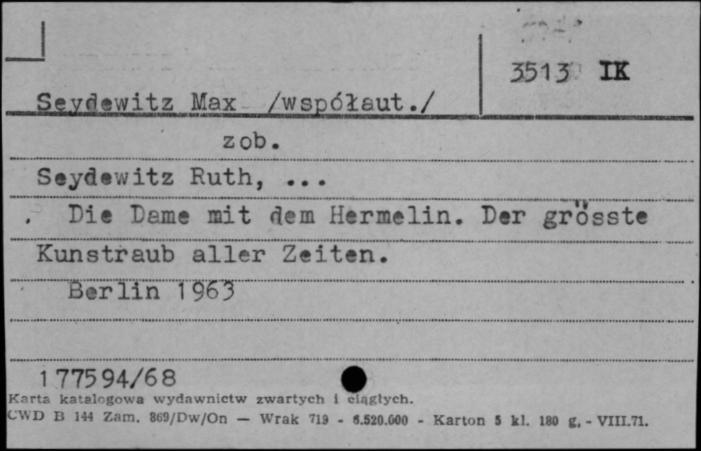 3513 IK
Seydewitz Max /współaut./
zob.
Seydewitz Ruth, ...
Die Dame mit dem Hermelin. Der grösste
Kunstraub aller Zeiten.
Berlin 1963
177594/68
Karta katalogowa wydawnictw zwartych i ciągłych.
CWD B 144 Zam. 869/Dw/On — Wrak 719 - 6.520.000 - Karton 5 kl. 180 g. - VIII.71.